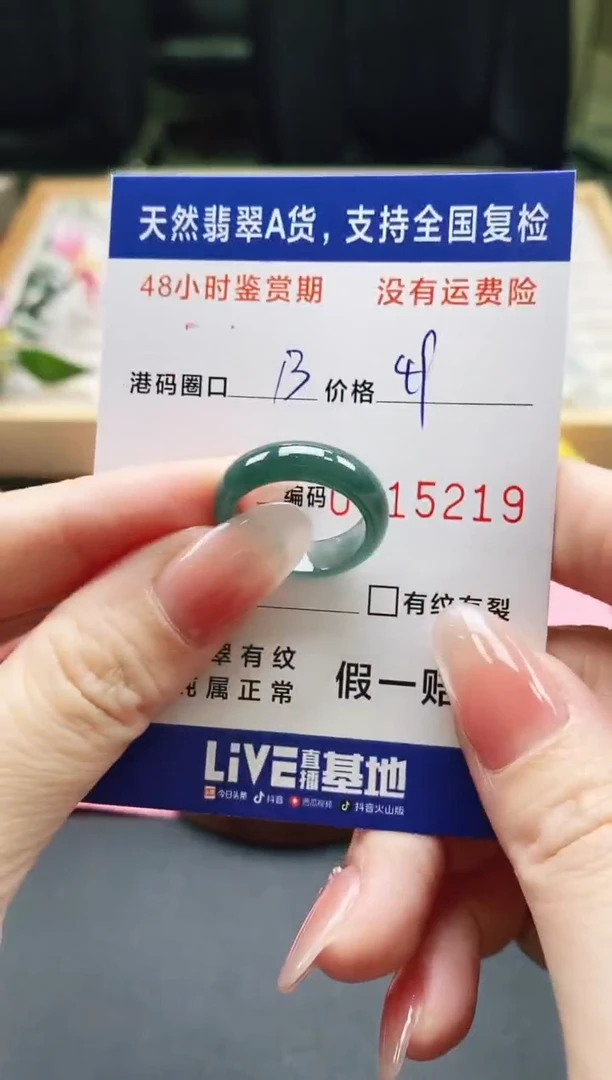 天然翡翠A货，支持全国复检
48小时鉴赏期 没有运费险
港码圈口 13 价格
编码 0 15219
□有纹有裂
翠有纹
纯属正常 假一赔
LiVE直播基地
今日头条 抖音 西瓜视频 抖音火山版